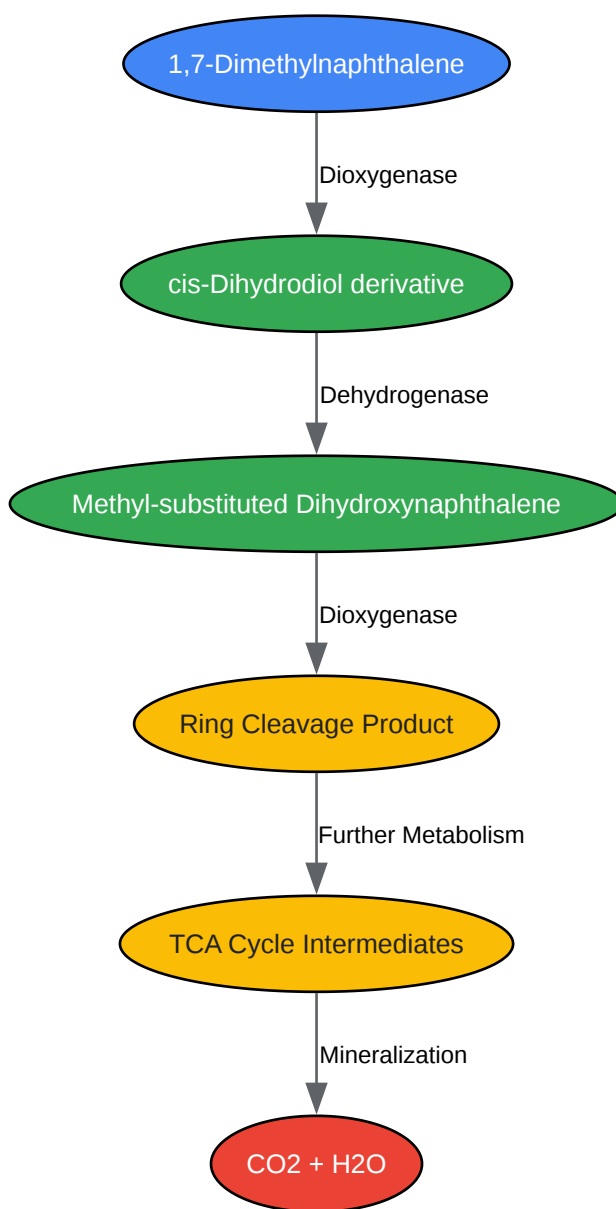 1,7-Dimethylnaphthalene
Dioxygenase
cis-Dihydrodiol derivative
Dehydrogenase
Methyl-substituted Dihydroxynaphthalene
Dioxygenase
Ring Cleavage Product
Further Metabolism
TCA Cycle Intermediates
Mineralization
CO2 + H2O